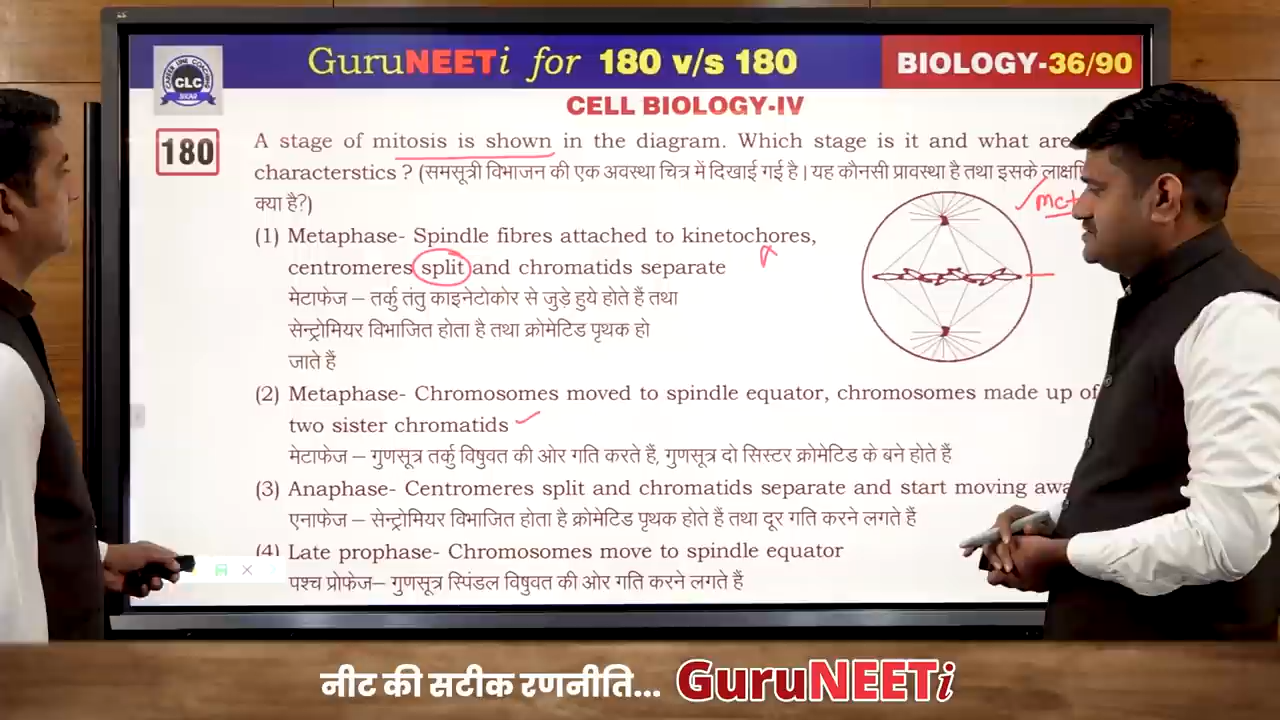 GuruNEETi for 180 v/s 180
BIOLOGY-36/90
CAREER LINE COACHING
CLC
SIKAR
CELL BIOLOGY-IV
180
A stage of mitosis is shown in the diagram. Which stage is it and what are
characterstics ? (समसूत्री विभाजन की एक अवस्था चित्र में दिखाई गई है। यह कौनसी प्रावस्था है तथा इसके
क्या है?)
(1) Metaphase- Spindle fibres attached to kinetochores,
centromeres split and chromatids separate
मेटाफेज – तर्कु तंतु काइनेटोकोर से जुड़े हुये होते हैं तथा
सेन्ट्रोमियर विभाजित होता है तथा क्रोमेटिड पृथक हो
जाते हैं
(2) Metaphase- Chromosomes moved to spindle equator, chromosomes made up of
two sister chromatids
मेटाफेज – गुणसूत्र तर्कु विषुवत की ओर गति करते हैं, गुणसूत्र दो सिस्टर क्रोमेटिड के बने होते हैं
(3) Anaphase- Centromeres split and chromatids separate and start moving
एनाफेज – सेन्ट्रोमियर विभाजित होता है क्रोमेटिड पृथक होते हैं तथा दूर गति करने लगते हैं
(4) Late prophase- Chromosomes move to spindle equator
पश्च प्रोफेज– गुणसूत्र स्पिंडल विषुवत की ओर गति करने लगते हैं
नीट की सटीक रणनीति... GuruNEETi